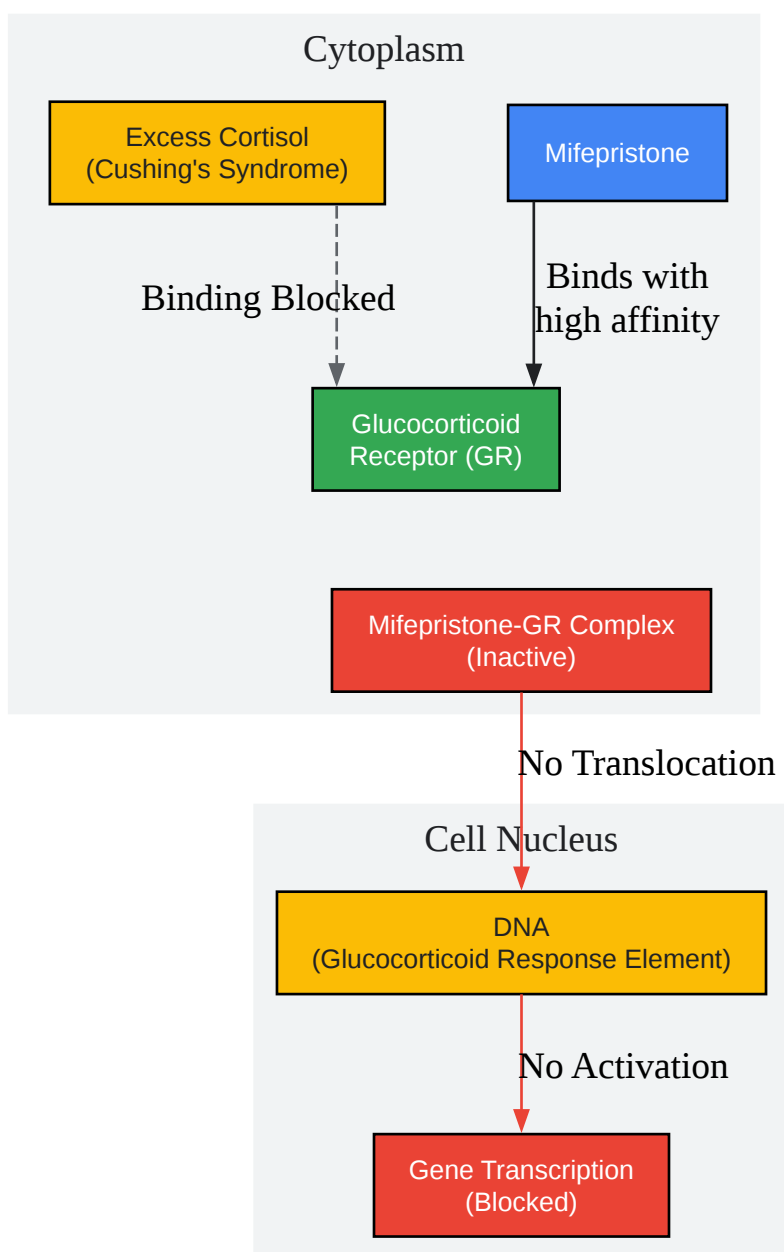 Cytoplasm
Excess Cortisol
(Cushing's Syndrome)
Mifepristone
Binding Blocked
Binds with
high affinity
Glucocorticoid
Receptor (GR)
Mifepristone-GR Complex
(Inactive)
No Translocation
Cell Nucleus
DNA
(Glucocorticoid Response Element)
No Activation
Gene Transcription
(Blocked)